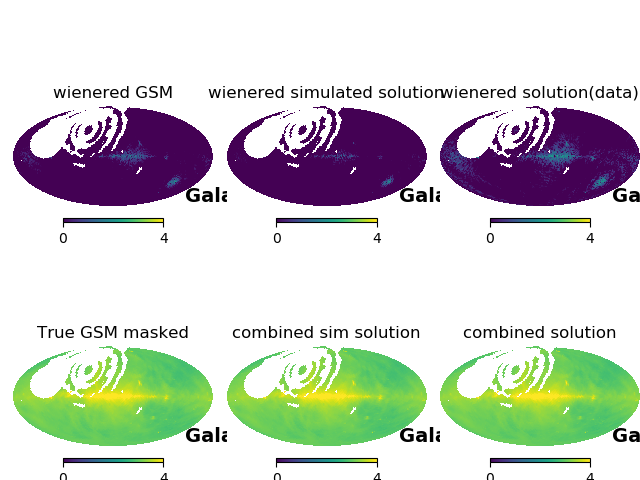 wienered GSM
wienered simulated solution
wienered solution(data)
Gala
Gala
Ga
0 4
0 4
0 4
True GSM masked
combined sim solution
combined solution
Gala
Gala
Ga
0 4
0 4
0 4